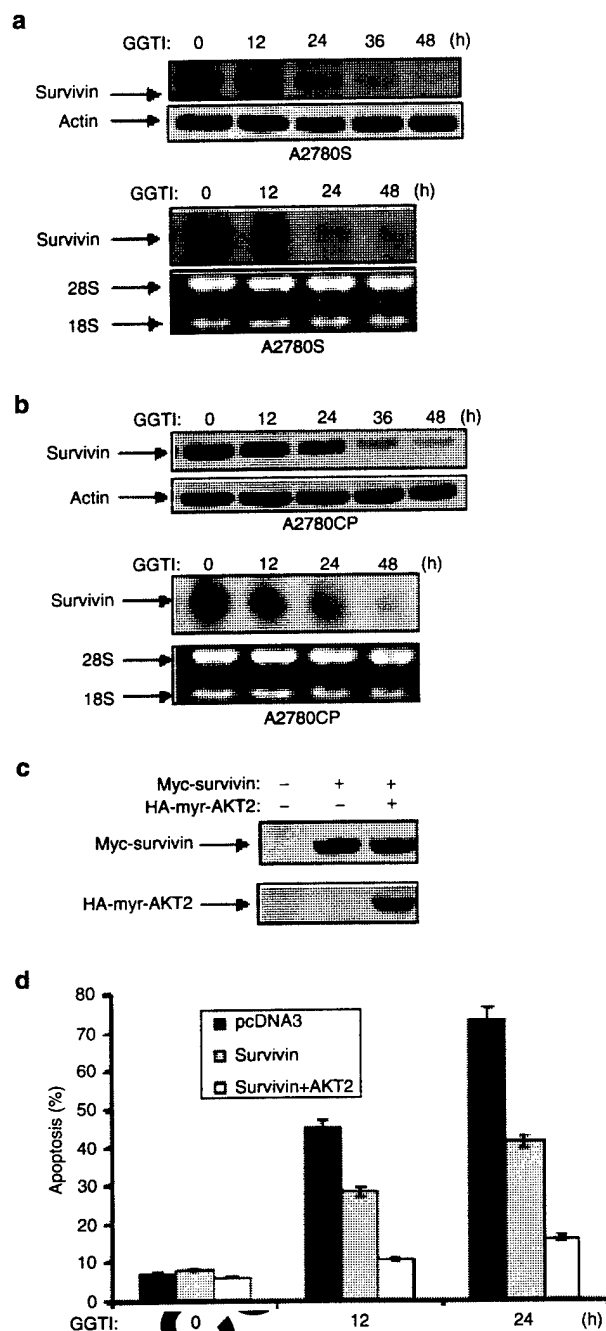 a
GGTI: 0 12 24 36 48 (h)
Survivin
Actin
A2780S
GGTI: 0 12 24 48 (h)
Survivin
28S
18S
A2780S
b
GGTI: 0 12 24 36 48 (h)
Survivin
Actin
A2780CP
GGTI: 0 12 24 48 (h)
Survivin
28S
18S
A2780CP
c
Myc-survivin: – + +
HA-myr-AKT2: – – +
Myc-survivin
HA-myr-AKT2
d
80
70
60
50
40
30
20
10
0
Apoptosis (%)
pcDNA3
Survivin
Survivin+AKT2
GGTI: 0 12 24 (h)